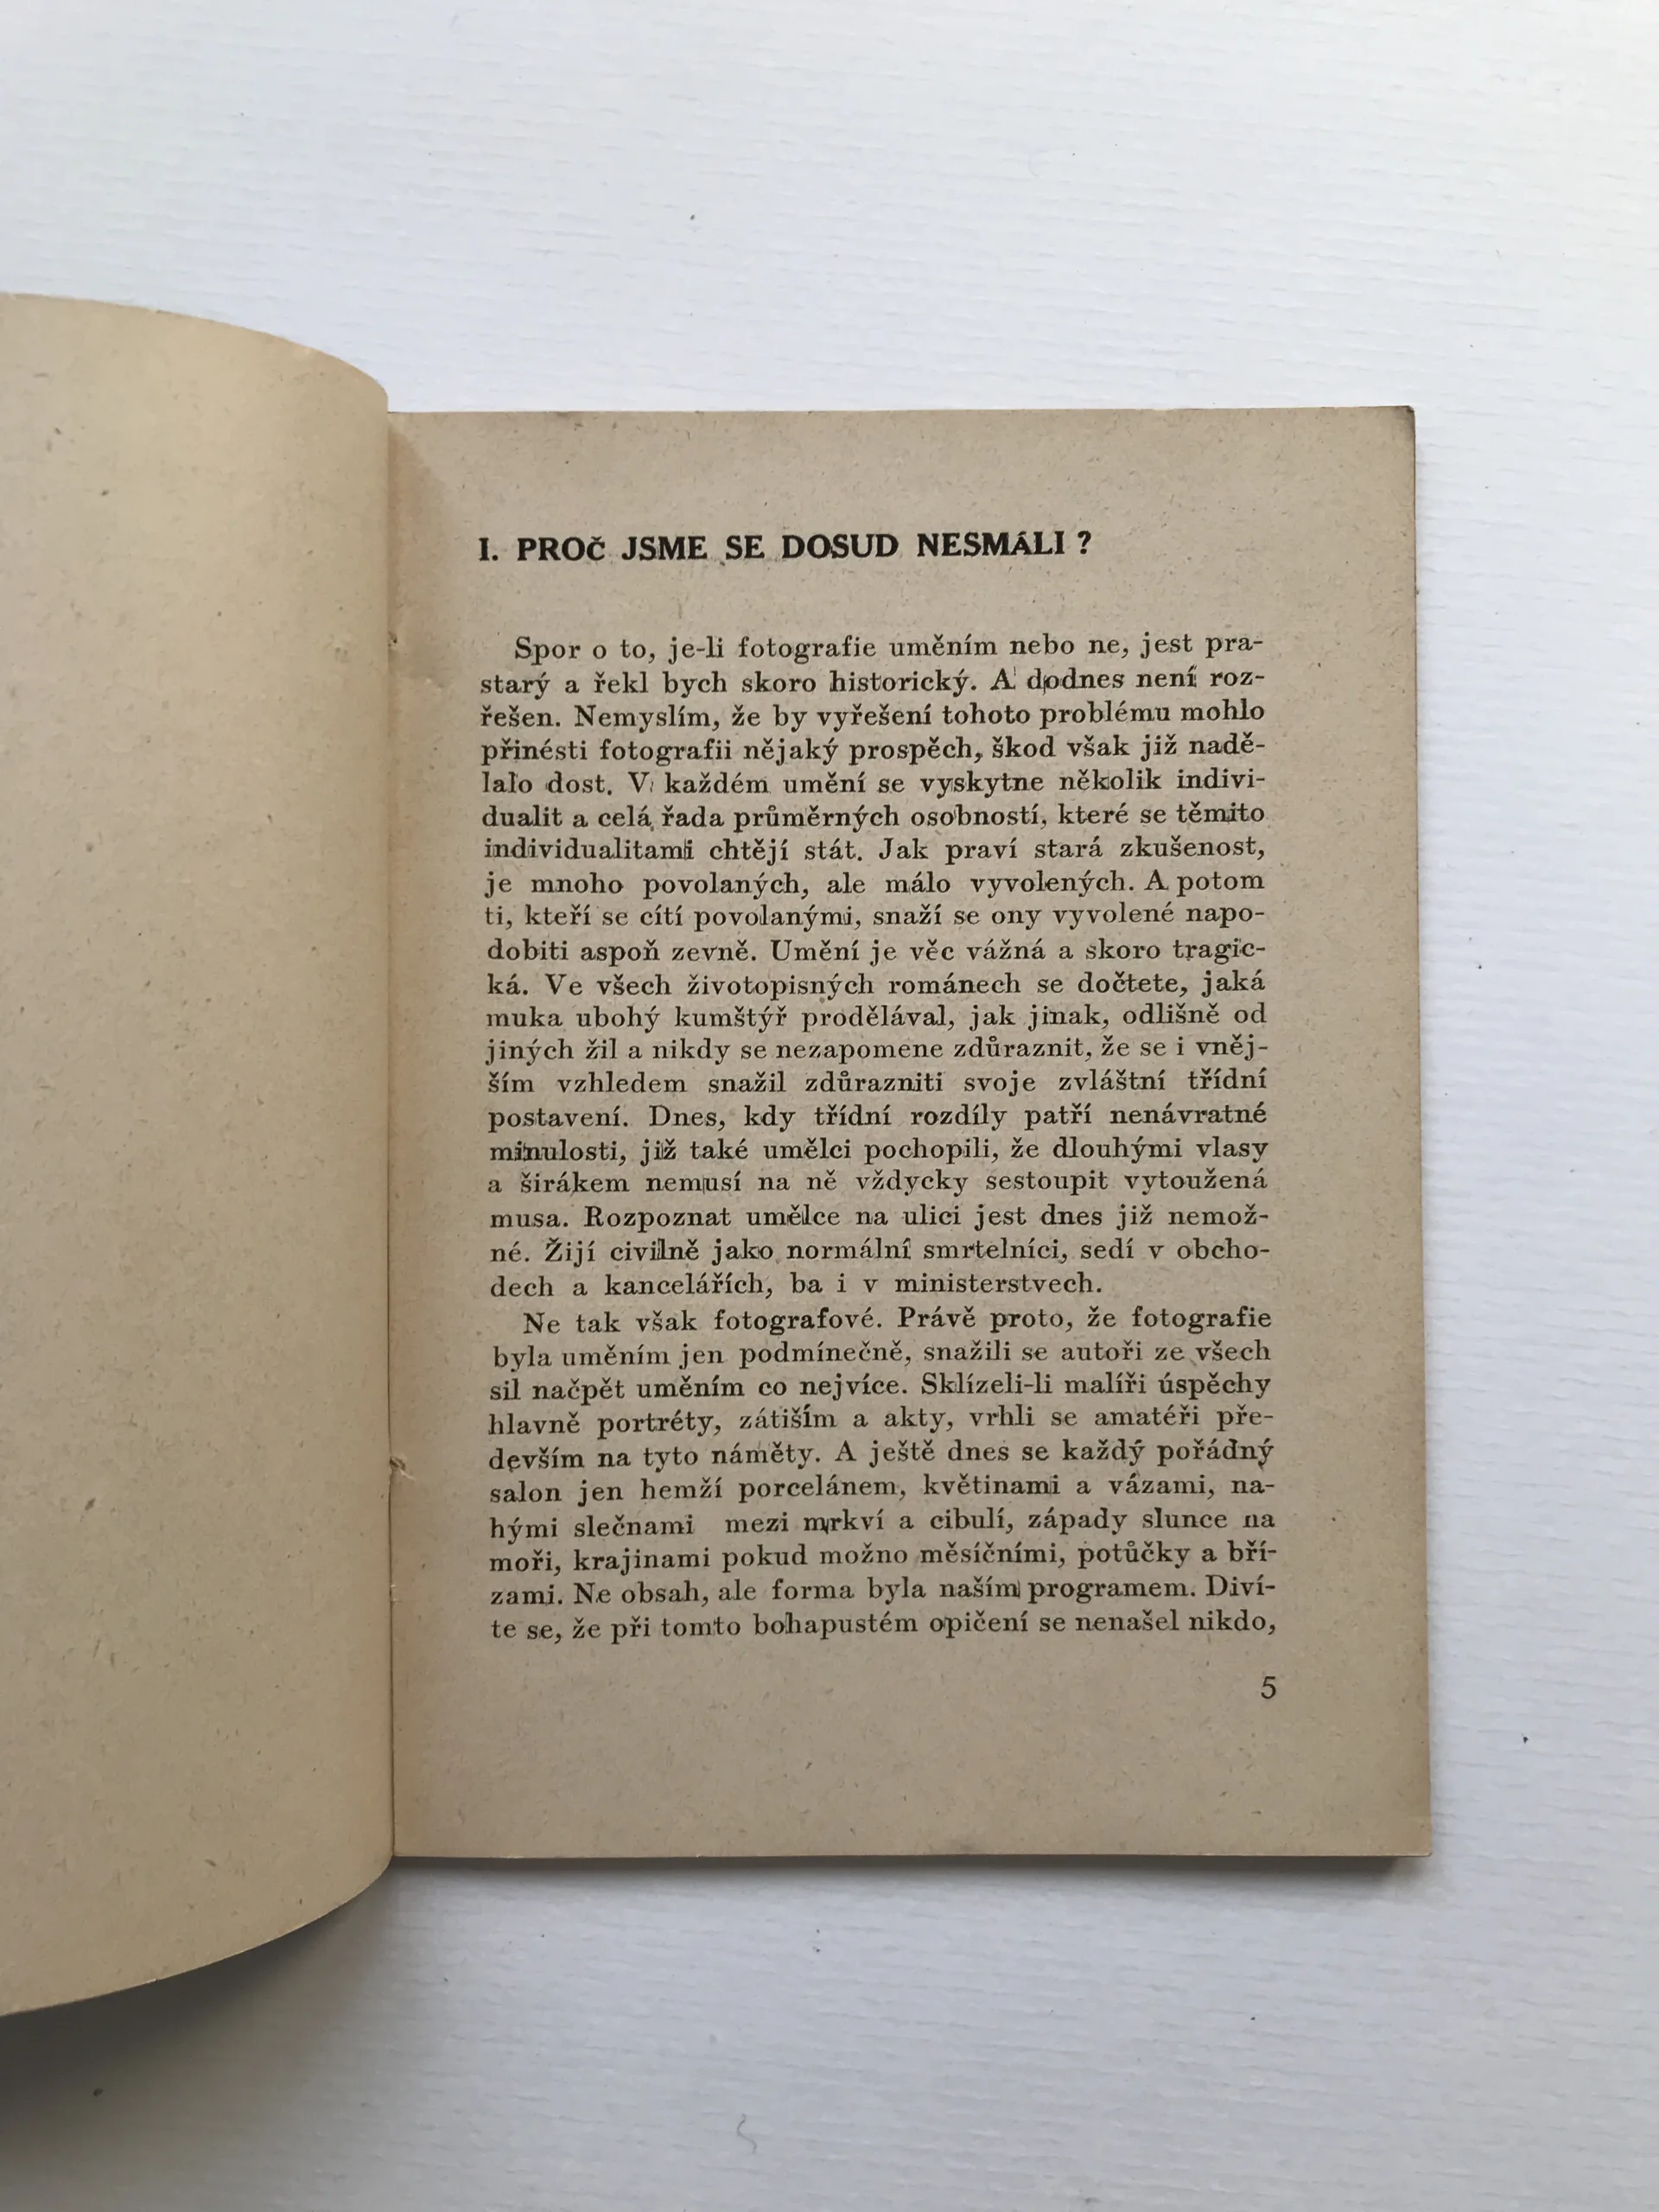 I. PROČ JSME SE DOSUD NESMÁLI ?
Spor o to, je-li fotografie uměním nebo ne, jest pra-
starý a řekl bych skoro historický. A dodnes není roz-
řešen. Nemyslím, že by vyřešení tohoto problému mohlo
přinésti fotografii nějaký prospěch, škod však již nadě-
lalo dost. V každém umění se vyskytne několik indivi-
dualit a celá řada průměrných osobností, které se těmito
individualitami chtějí stát. Jak praví stará zkušenost,
je mnoho povolaných, ale málo vyvolených. A potom
ti, kteří se cítí povolanými, snaží se ony vyvolené napo-
dobiti aspoň zevně. Umění je věc vážná a skoro tragic-
ká. Ve všech životopisných románech se dočtete, jaká
muka ubohý kumštýř prodělával, jak jinak, odlišně od
jiných žil a nikdy se nezapomene zdůraznit, že se i vněj-
ším vzhledem snažil zdůrazniti svoje zvláštní třídní
postavení. Dnes, kdy třídní rozdíly patří nenávratné
minulosti, již také umělci pochopili, že dlouhými vlasy
a širákem nemusí na ně vždycky sestoupit vytoužená
musa. Rozpoznat umělce na ulici jest dnes již nemož-
né. Žijí civilně jako normální smrtelníci, sedí v obcho-
dech a kancelářích, ba i v ministerstvech.
Ne tak však fotografové. Právě proto, že fotografie
byla uměním jen podmínečně, snažili se autoři ze všech
sil načpět uměním co nejvíce. Sklízeli-li malíři úspěchy
hlavně portréty, zátiším a akty, vrhli se amatéři pře-
devším na tyto náměty. A ještě dnes se každý pořádný
salon jen hemží porcelánem, květinami a vázami, na-
hými slečnami mezi mrkví a cibulí, západy slunce na
moři, krajinami pokud možno měsíčními, potůčky a bří-
zami. Ne obsah, ale forma byla naším programem. Diví-
te se, že při tomto bohapustém opičení se nenašel nikdo,
5